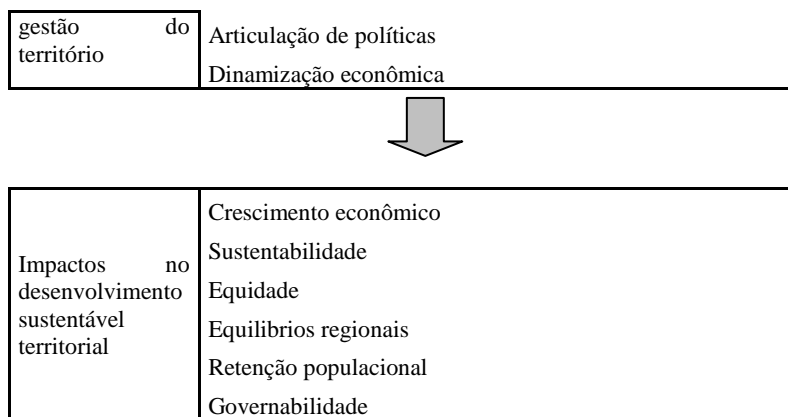 gestão do
território
Articulação de políticas
Dinamização econômica
Impactos no
desenvolvimento
sustentável
territorial
Crescimento econômico
Sustentabilidade
Equidade
Equilibrios regionais
Retenção populacional
Governabilidade